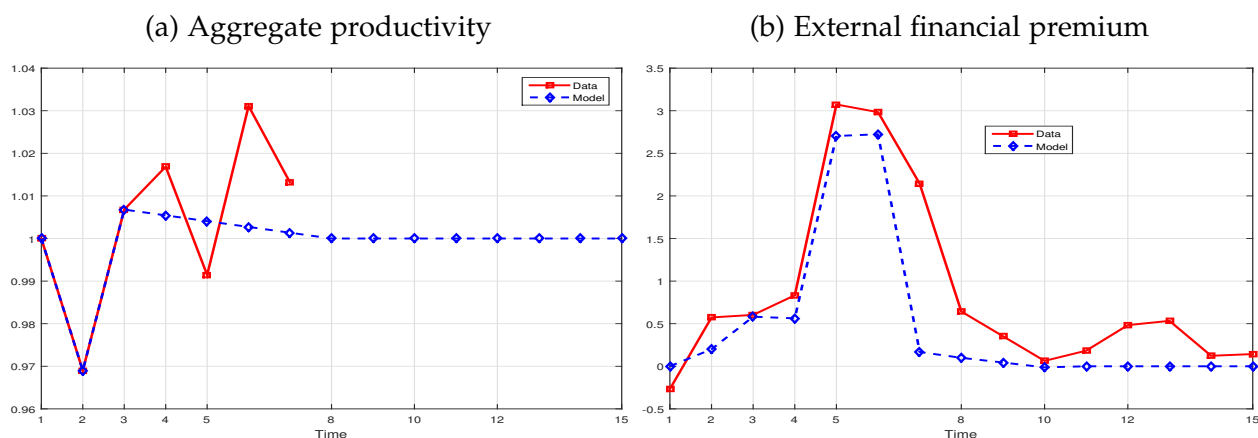 (a) Aggregate productivity
1.04
1.03
1.02
1.01
1
0.99
0.98
0.97
0.96
1 2 3 4 5 8 10 12 15
Time
Data
Model
(b) External financial premium
3.5
3
2.5
2
1.5
1
0.5
0
-0.5
1 2 3 4 5 8 10 12 15
Time
Data
Model